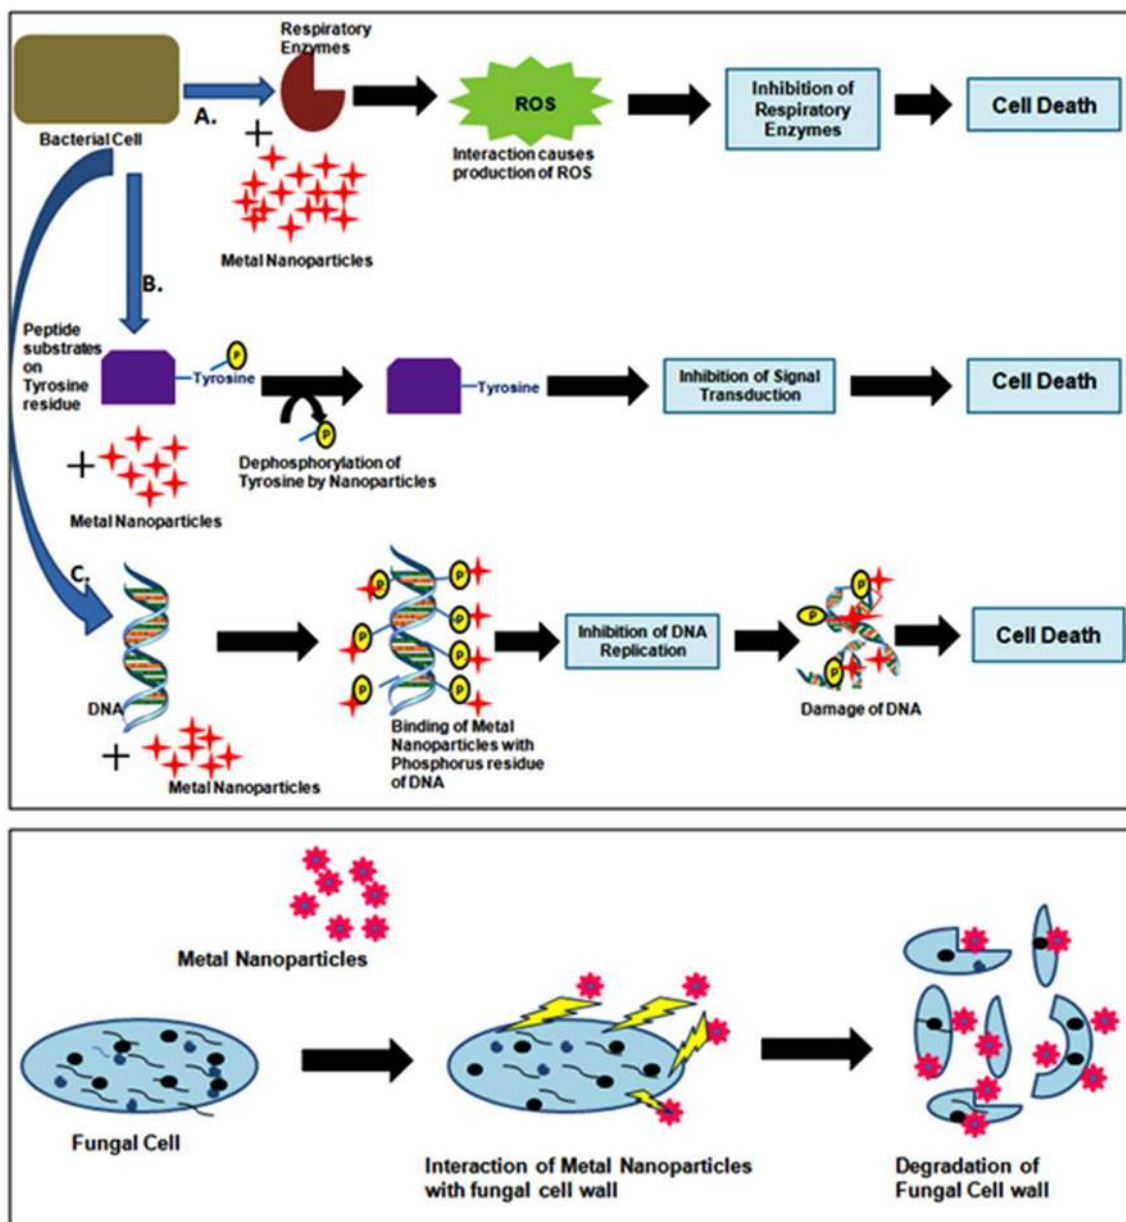 Respiratory
Enzymes
A.
ROS
Inhibition of
Respiratory
Enzymes
Cell Death
Bacterial Cell
+
Interaction causes
production of ROS
Metal Nanoparticles
B.
Peptide
substrates
on
Tyrosine
residue
P
Tyrosine
Tyrosine
Inhibition of Signal
Transduction
Cell Death
P
Dephosphorylation of
Tyrosine by Nanoparticles
+
Metal Nanoparticles
C.
P
P
P
P
P
P
P
Inhibition of DNA
Replication
P
P
P
Cell Death
DNA
Damage of DNA
Binding of Metal
Nanoparticles with
Phosphorus residue
of DNA
+
Metal Nanoparticles
Metal Nanoparticles
Fungal Cell
Interaction of Metal Nanoparticles
with fungal cell wall
Degradation of
Fungal Cell wall